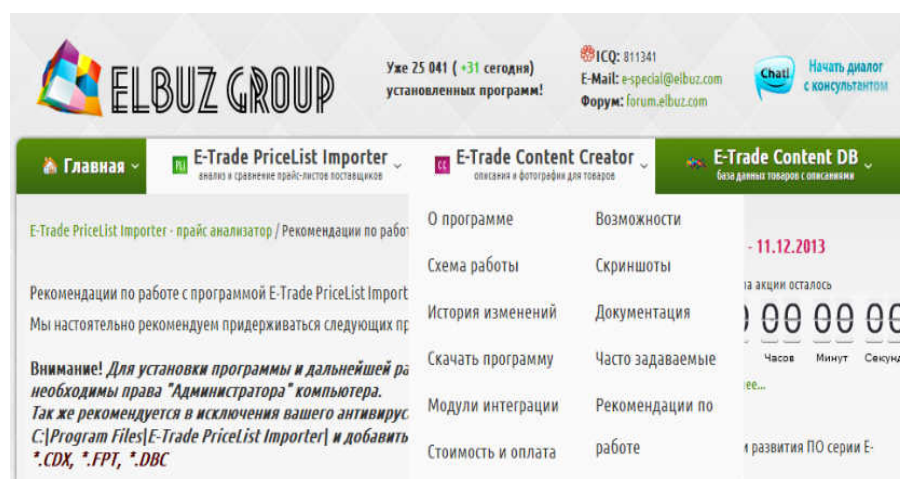 ELBUZ GROUP
Уже 25 041 ( +31 сегодня)
установленных программ!
ICQ: 811341
E-Mail: e-special@elbuz.com
Форум: forum.elbuz.com
Chat!
Начать диалог
с консультантом
Главная
PLI
E-Trade PriceList Importer
анализ и сравнение прайс-листов поставщиков
CC
E-Trade Content Creator
описания и фотографии для товаров
E-Trade Content DB
база данных товаров с описаниями
E-Trade PriceList Importer - прайс анализатор / Рекомендации по работ
Рекомендации по работе с программой E-Trade PriceList Import
Мы настоятельно рекомендуем придерживаться следующих пр
Внимание! Для установки программы и дальнейшей ра
необходимы права "Администратора" компьютера.
Так же рекомендуется в исключения вашего антивирус
C:|Program Files|E-Trade PriceList Importer| и добавить
*.CDX, *.FPT, *.DBC
О программе
Возможности
Схема работы
Скриншоты
История изменений
Документация
Скачать программу
Часто задаваемые
Модули интеграции
Рекомендации по
работе
Стоимость и оплата
- 11.12.2013
а акции осталось
00 00 00
Часов Минут Секунд
ее...
и развития ПО серии E-